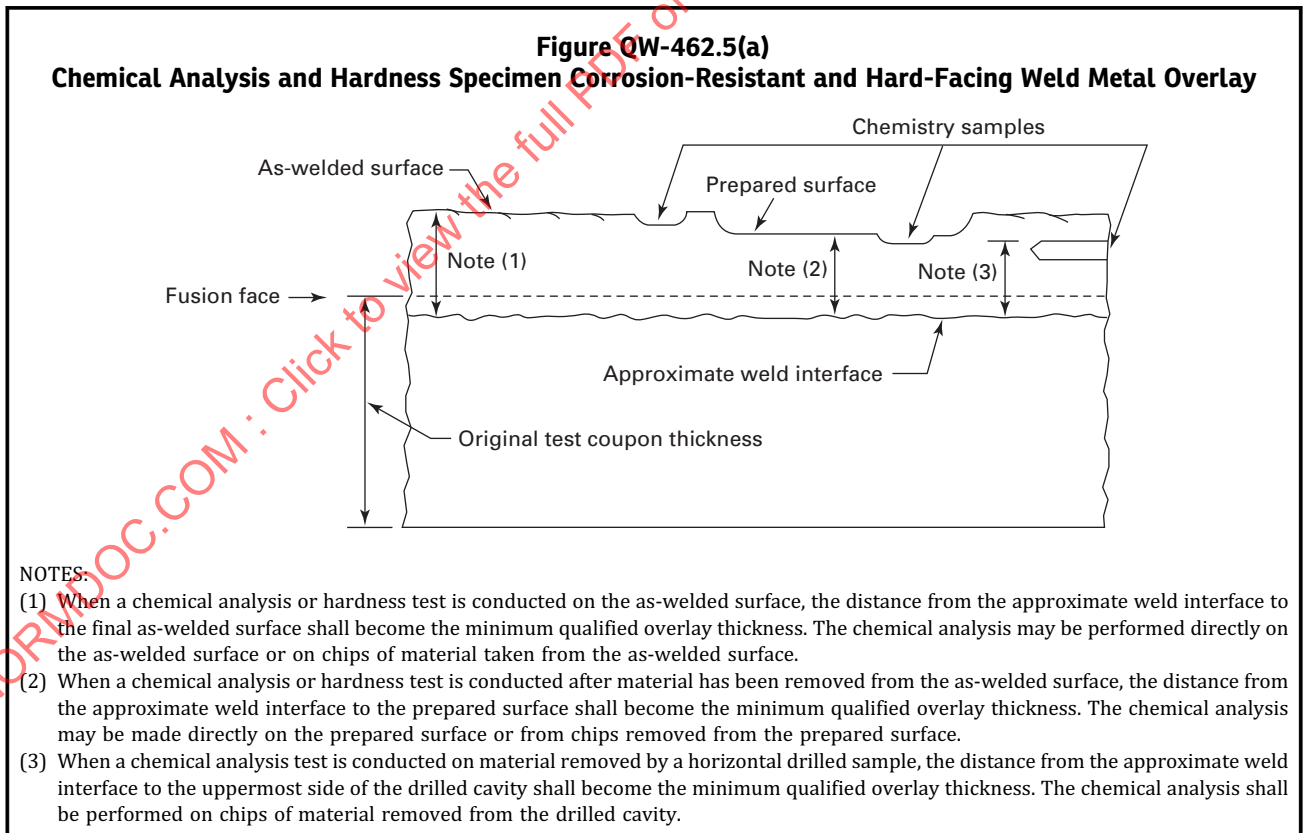 Figure QW-462.5(a)
Chemical Analysis and Hardness Specimen Corrosion-Resistant and Hard-Facing Weld Metal Overlay
Chemistry samples
As-welded surface
Prepared surface
Note (1)
Note (2)
Note (3)
Fusion face
Approximate weld interface
Original test coupon thickness
NOTES:
(1) When a chemical analysis or hardness test is conducted on the as-welded surface, the distance from the approximate weld interface to
the final as-welded surface shall become the minimum qualified overlay thickness. The chemical analysis may be performed directly on
the as-welded surface or on chips of material taken from the as-welded surface.
(2) When a chemical analysis or hardness test is conducted after material has been removed from the as-welded surface, the distance from
the approximate weld interface to the prepared surface shall become the minimum qualified overlay thickness. The chemical analysis
may be made directly on the prepared surface or from chips removed from the prepared surface.
(3) When a chemical analysis test is conducted on material removed by a horizontal drilled sample, the distance from the approximate weld
interface to the uppermost side of the drilled cavity shall become the minimum qualified overlay thickness. The chemical analysis shall
be performed on chips of material removed from the drilled cavity.
ORMDOC.COM : Click to view the full PDF of